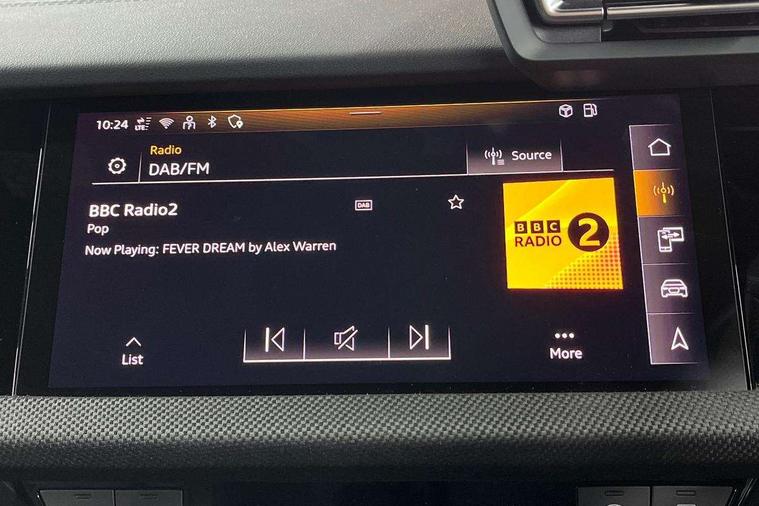 10:24 LTE
Radio
DAB/FM
Source
BBC Radio2
DAB
Pop
Now Playing: FEVER DREAM by Alex Warren
BBC
RADIO 2
List
More